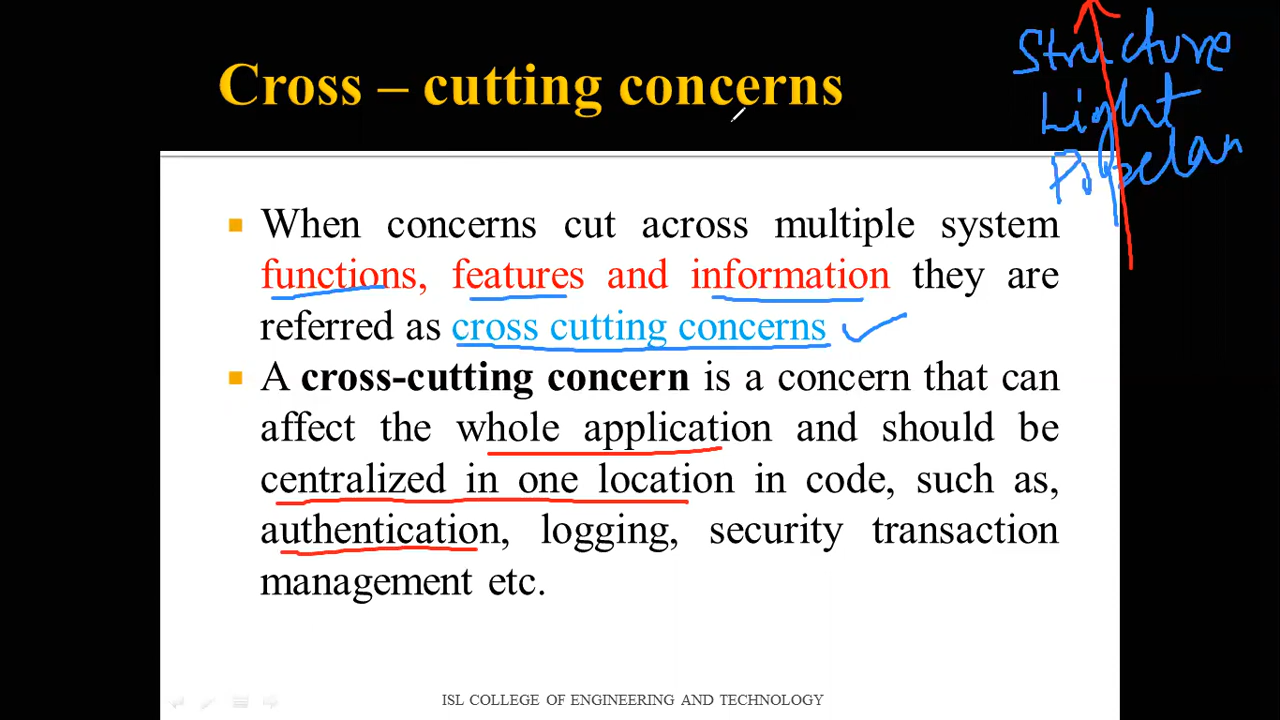 Cross – cutting concerns
Structure
Light
When concerns cut across multiple system
functions, features and information they are
referred as cross cutting concerns
A cross-cutting concern is a concern that can
affect the whole application and should be
centralized in one location in code, such as,
authentication, logging, security transaction
management etc.
ISL COLLEGE OF ENGINEERING AND TECHNOLOGY